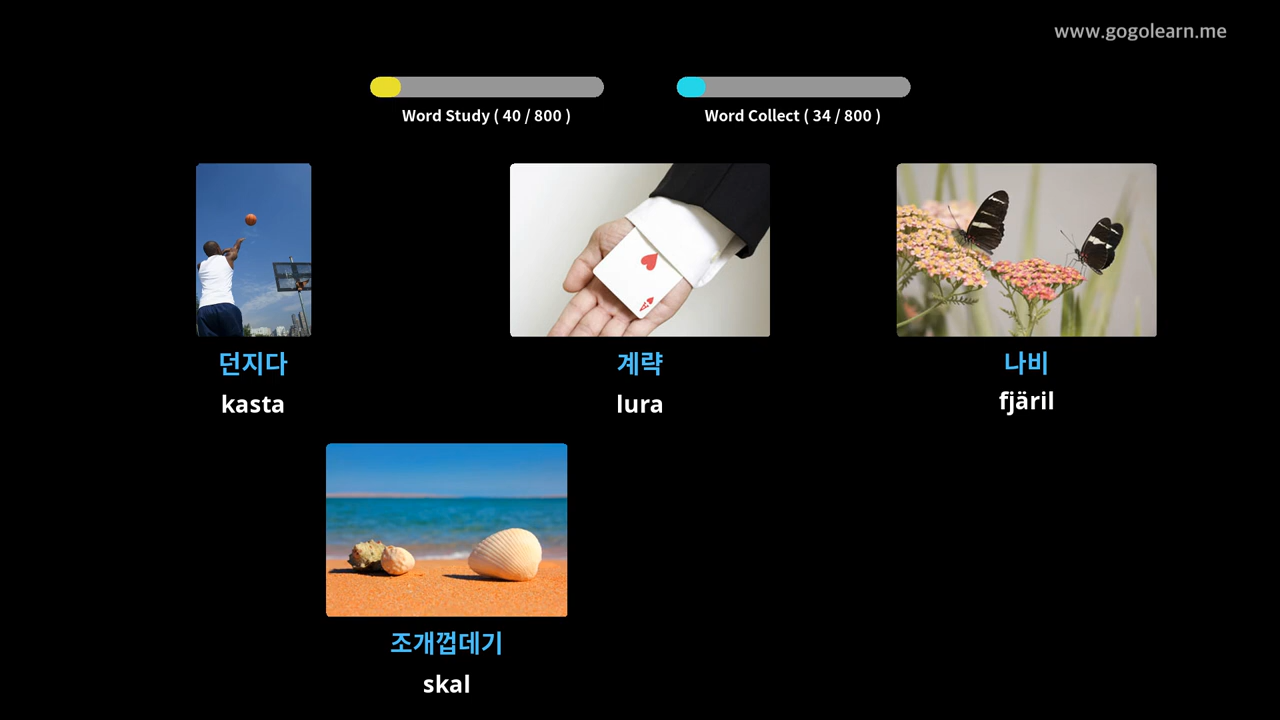 www.gogolearn.me
Word Study ( 40 / 800 )
Word Collect ( 34 / 800 )
던지다
kasta
계략
lura
나비
fjäril
조개껍데기
skal